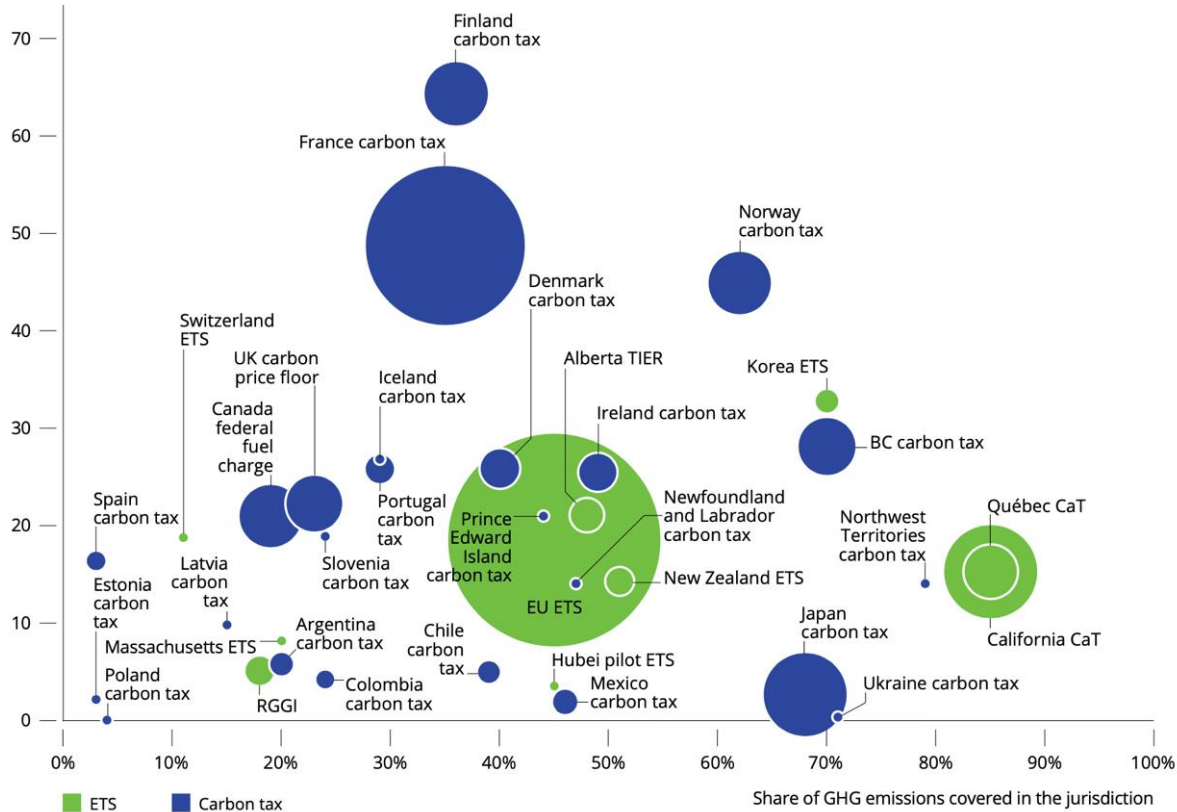 70
60
50
40
30
20
10
0
0%
10%
20%
30%
40%
50%
60%
70%
80%
90%
100%
Finland
carbon tax
France carbon tax
Norway
carbon tax
Denmark
carbon tax
Switzerland
ETS
UK carbon
price floor
Iceland
carbon tax
Alberta TIER
Korea ETS
Canada
federal
fuel
charge
Ireland carbon tax
BC carbon tax
Spain
carbon tax
Portugal
carbon
tax
Prince
Edward
Island
carbon tax
Newfoundland
and Labrador
carbon tax
Northwest
Territories
carbon tax
Québec CaT
Estonia
carbon
tax
Latvia
carbon
tax
Slovenia
carbon tax
New Zealand ETS
EU ETS
California CaT
Massachusetts ETS
Argentina
carbon tax
Chile
carbon
tax
Japan
carbon tax
Poland
carbon tax
RGGI
Colombia
carbon tax
Hubei pilot ETS
Mexico
carbon tax
Ukraine carbon tax
ETS
Carbon tax
Share of GHG emissions covered in the jurisdiction